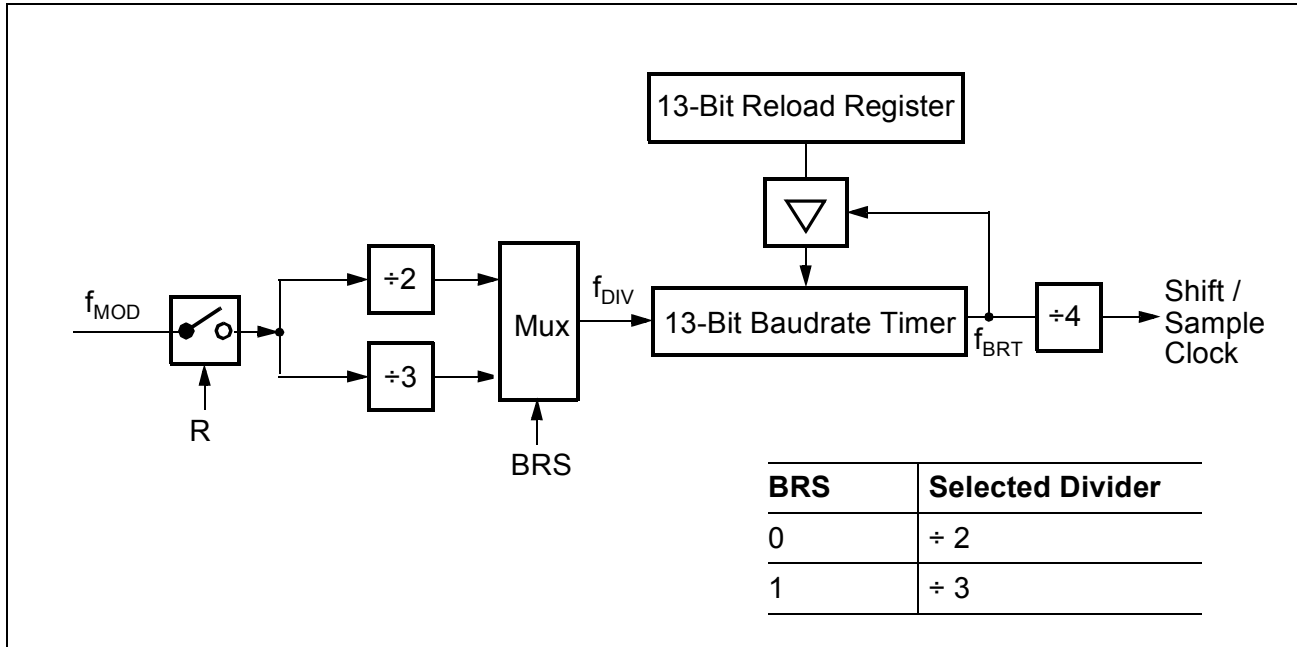 13-Bit Reload Register
f_MOD
R
÷2
÷3
Mux
BRS
f_DIV
13-Bit Baudrate Timer
f_BRT
÷4
Shift /
Sample
Clock
BRS Selected Divider
0 ÷ 2
1 ÷ 3